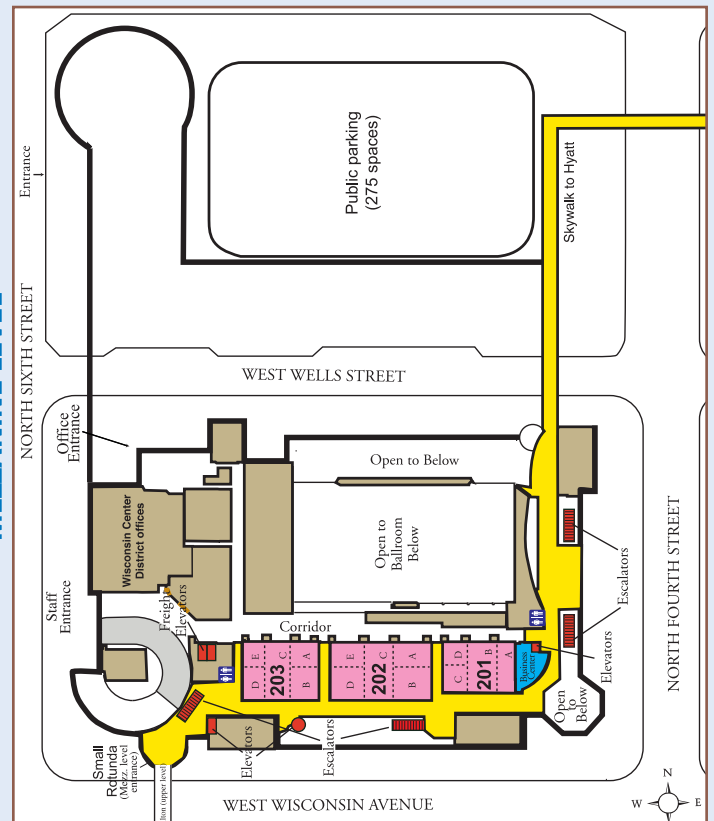 Entrance
Public parking
(275 spaces)
Skywalk to Hyatt
NORTH SIXTH STREET
WEST WELLS STREET
Office
Entrance
Open to Below
Wisconsin Center
District offices
Open to
Ballroom
Below
Staff
Entrance
Freight
Elevators
Corridor
Escalators
NORTH FOURTH STREET
E
D
C
A
B
203
E
D
C
B
A
202
D
C
A
B
201
Business
Center
Elevators
Open
to
Below
Small
Rotunda
(Mezz. level
entrance)
Elevators
Escalators
(upper level)
WEST WISCONSIN AVENUE
N
W
E